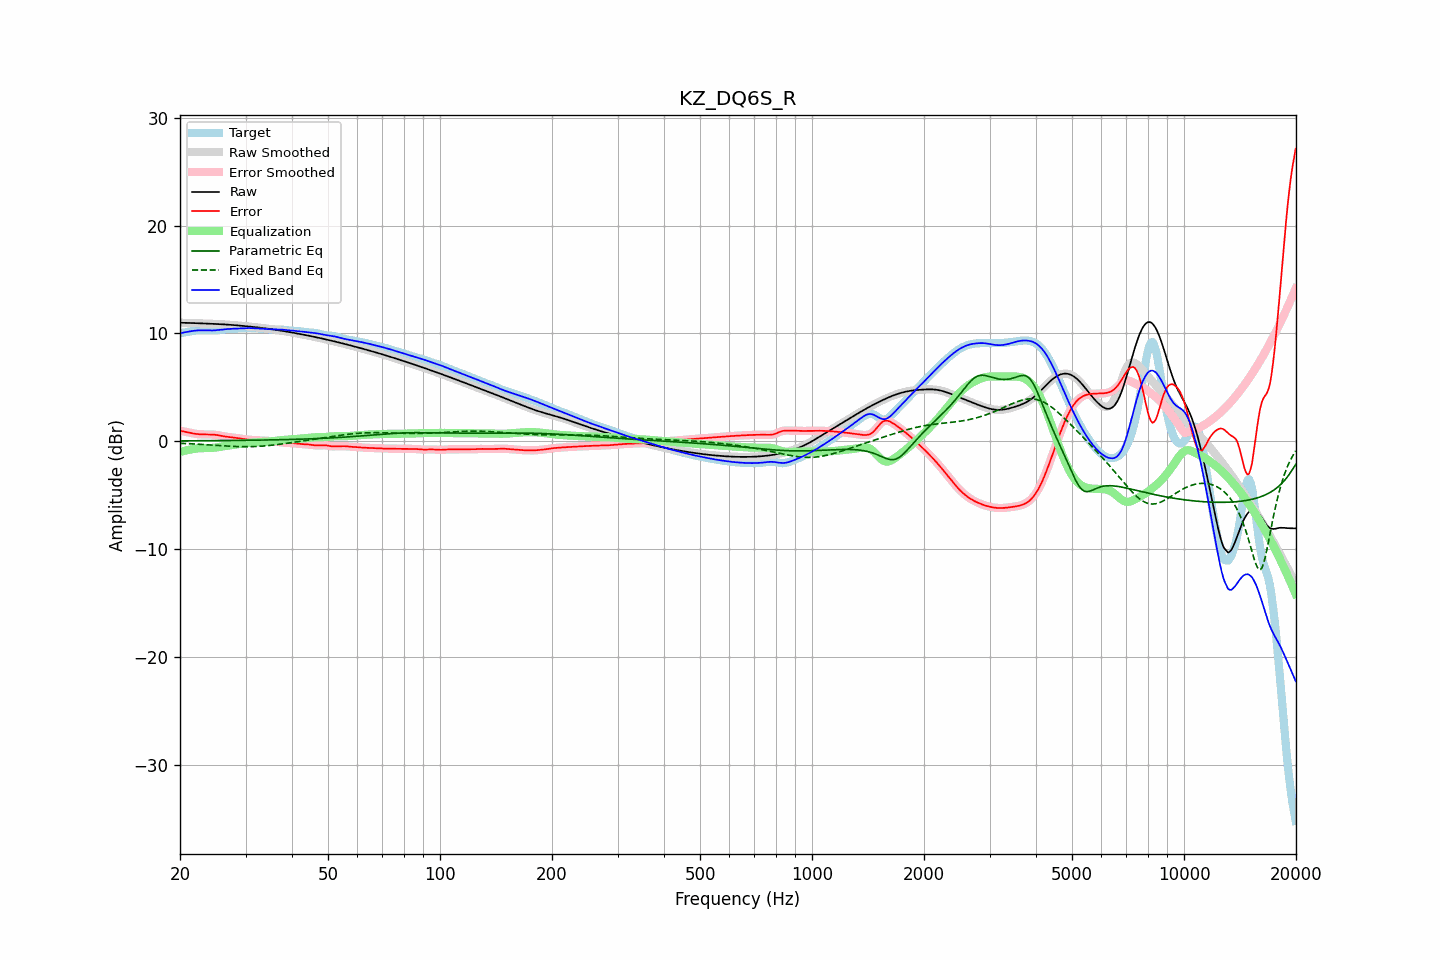 KZ_DQ6S_R
Amplitude (dBr)
30
20
10
0
−10
−20
−30
Target
Raw Smoothed
Error Smoothed
Raw
Error
Equalization
Parametric Eq
Fixed Band Eq
Equalized
20 50 100 200 500 1000 2000 5000 10000 20000
Frequency (Hz)